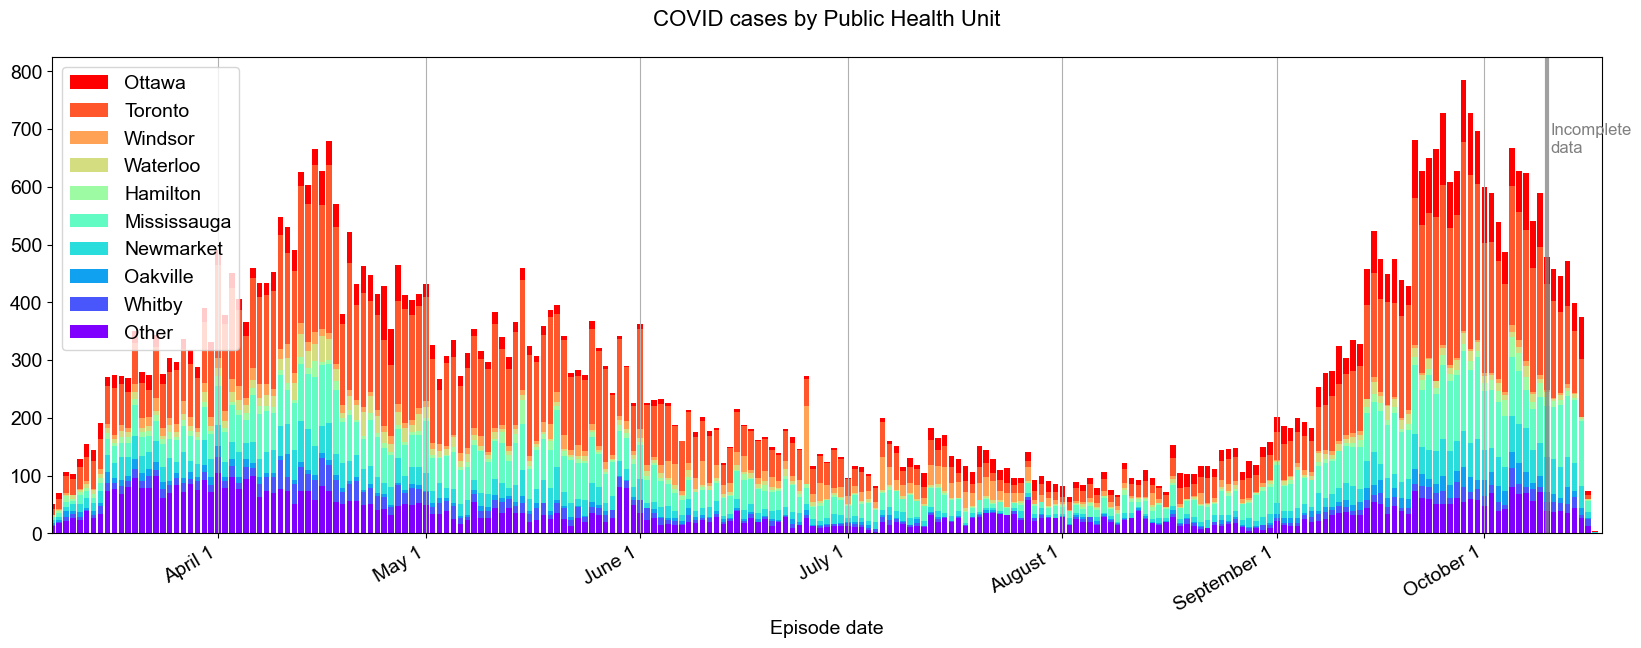 COVID cases by Public Health Unit
800
700
600
500
400
300
200
100
0
Ottawa
Toronto
Windsor
Waterloo
Hamilton
Mississauga
Newmarket
Oakville
Whitby
Other
Incomplete
data
April 1
May 1
June 1
July 1
August 1
September 1
October 1
Episode date